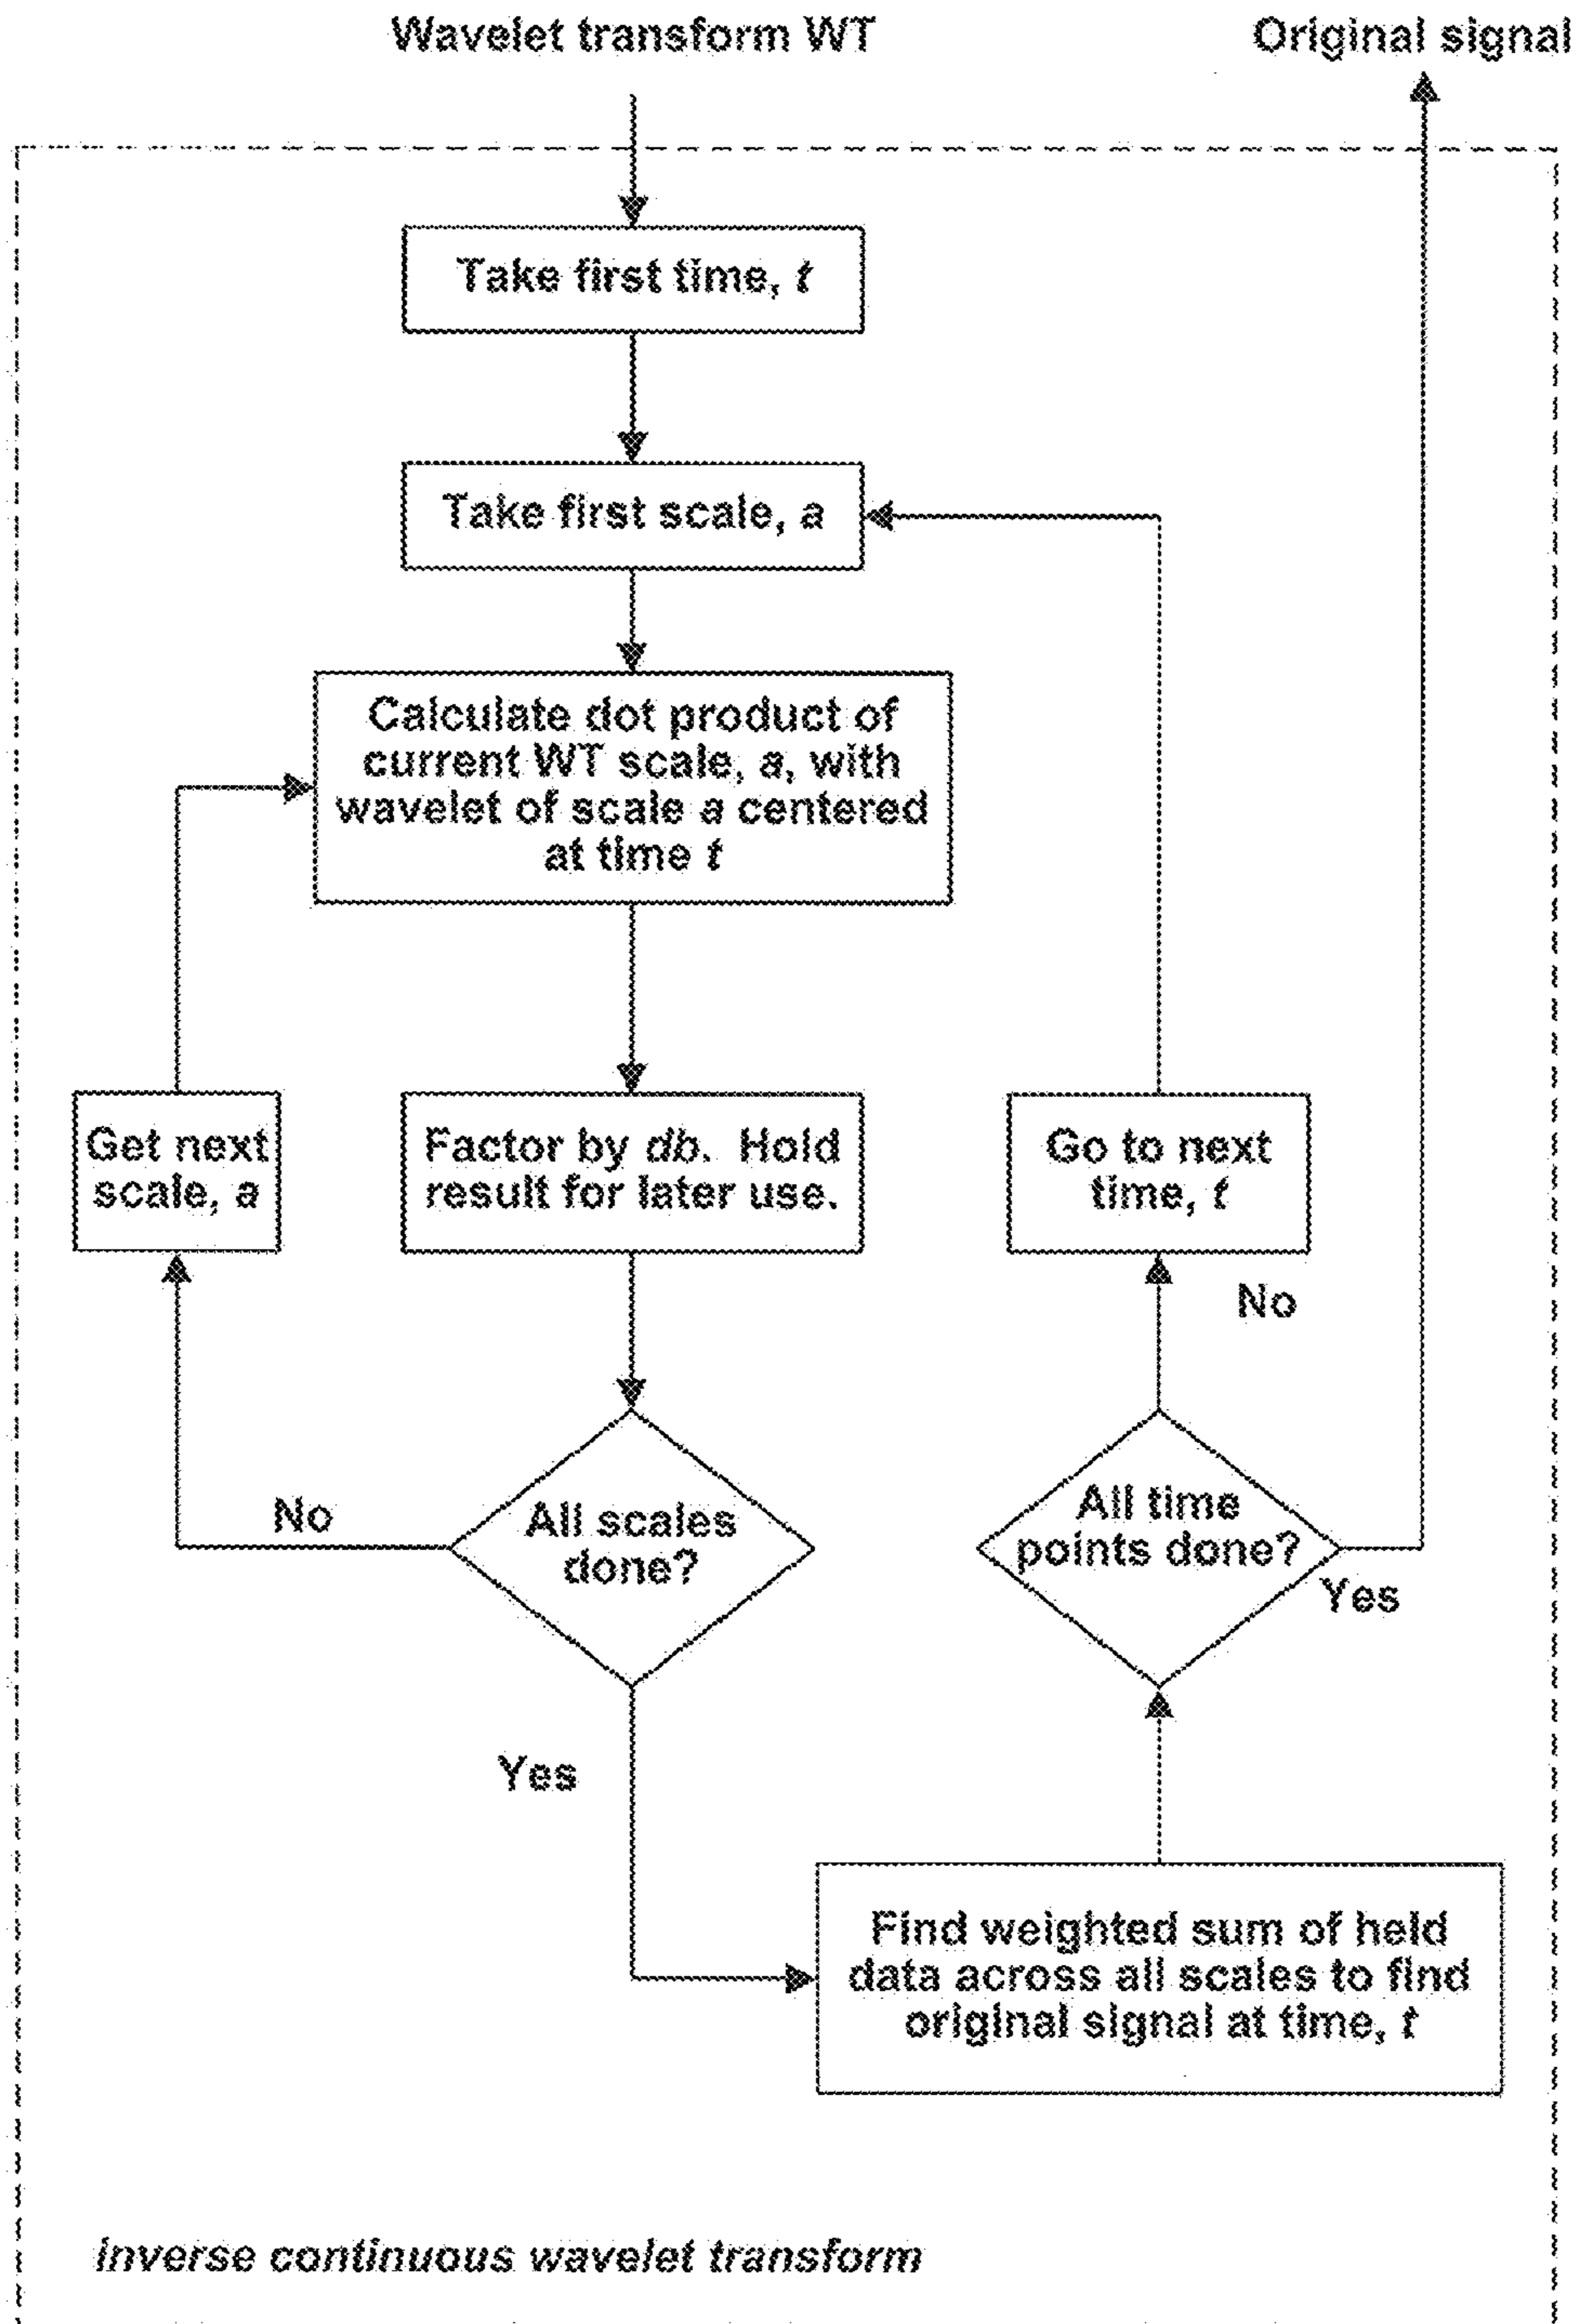 Wavelet transform WT
Original signal
Take first time, t
Take first scale, a
Calculate dot product of
current WT scale, a, with
wavelet of scale a centered
at time t
Get next
scale, a
Factor by db. Hold
result for later use.
Go to next
time, t
No
No
All scales
done?
All time
points done?
Yes
Yes
Find weighted sum of held
data across all scales to find
original signal at time, t
inverse continuous wavelet transform